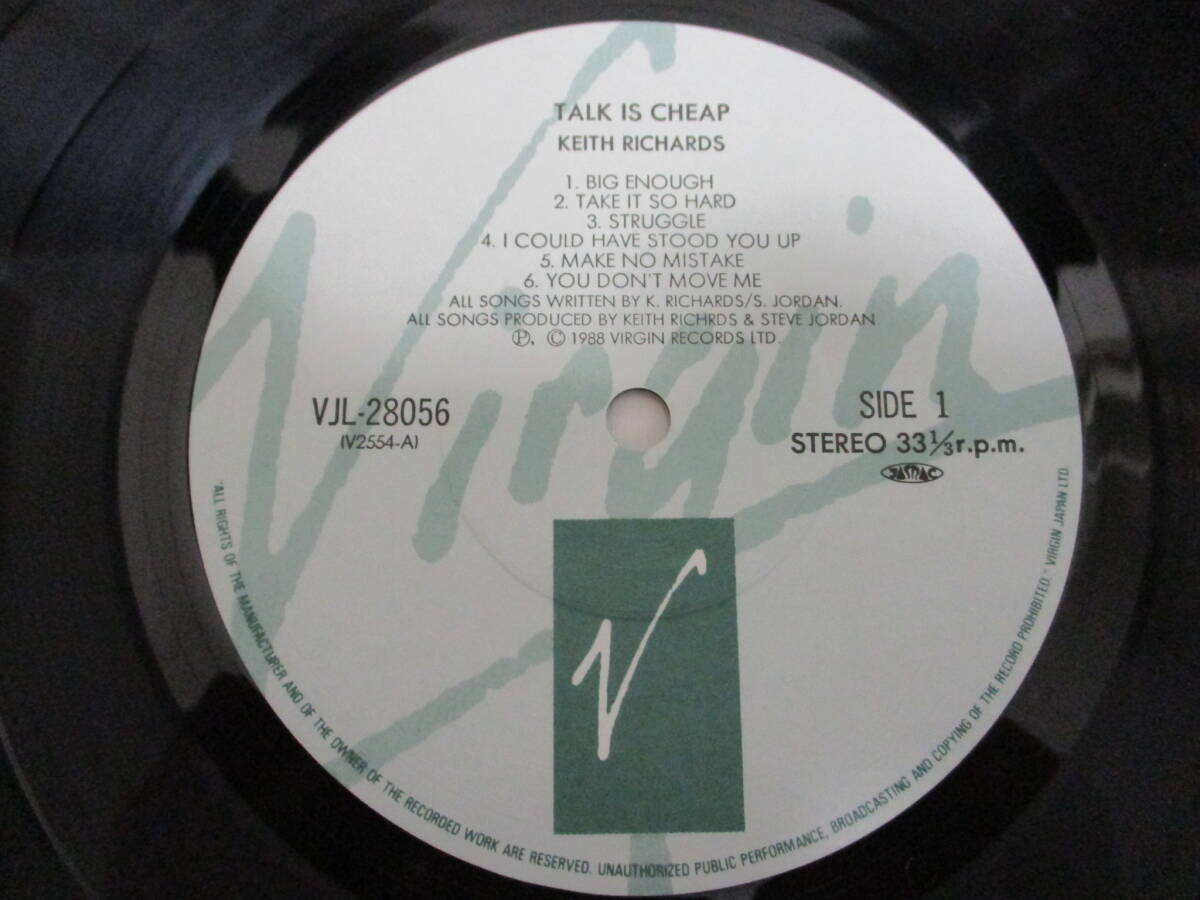 TALK IS CHEAP
KEITH RICHARDS
1. BIG ENOUGH
2. TAKE IT SO HARD
3. STRUGGLE
4. I COULD HAVE STOOD YOU UP
5. MAKE NO MISTAKE
6. YOU DON'T MOVE ME
ALL SONGS WRITTEN BY K. RICHARDS/S. JORDAN.
ALL SONGS PRODUCED BY KEITH RICHRDS & STEVE JORDAN
Ⓟ, © 1988 VIRGIN RECORDS LTD.
Virgin
VJL-28056
(V2554-A)
SIDE 1
STEREO 33⅓r.p.m.
JASRAC
V
"ALL RIGHTS OF THE MANUFACTURER AND OF THE OWNER OF THE RECORDED WORK ARE RESERVED. UNAUTHORIZED PUBLIC PERFORMANCE, BROADCASTING AND COPYING OF THE RECORD PROHIBITED." VIRGIN JAPAN LTD.